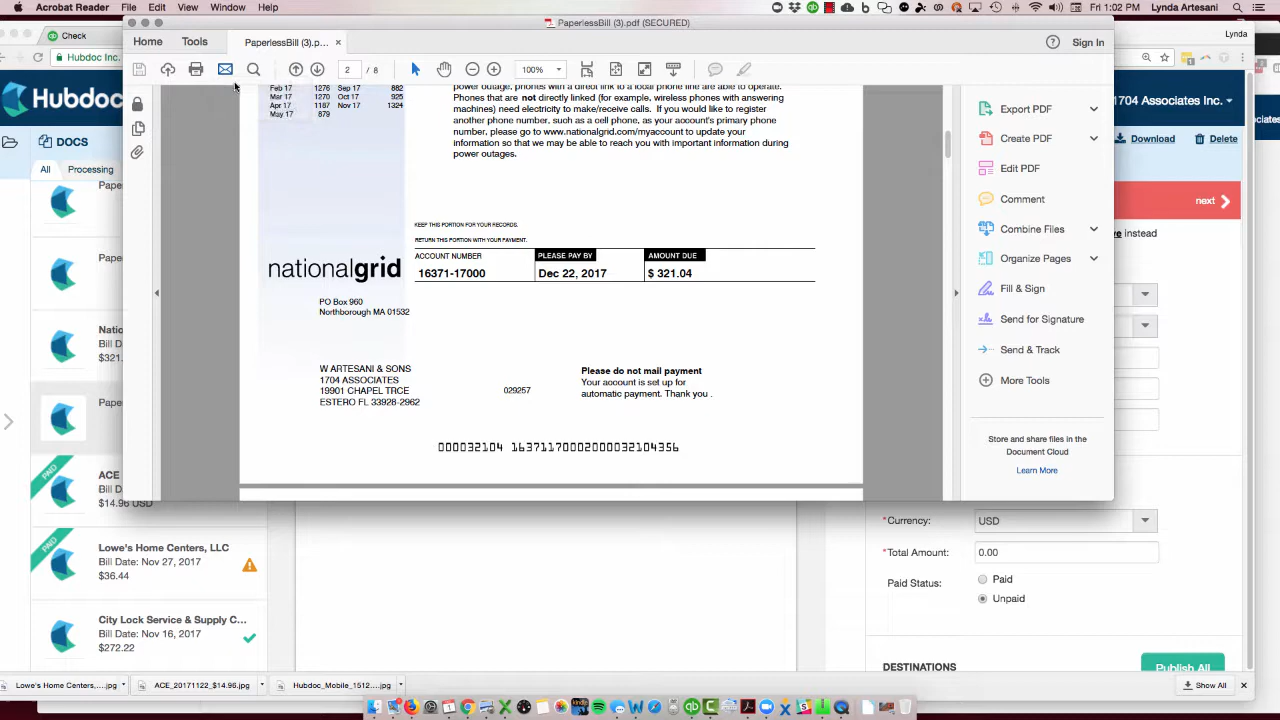 Acrobat Reader File Edit View Window Help
1:02 PM Lynda Artesani
PaperlessBill (3).pdf (SECURED)
Check
Lynda
Home Tools PaperlessBill (3).p... Sign In
Hubdoc Inc.
2 / 8 100%
Hubdoc
1704 Associates Inc.
Feb 17 1276 Sep 17 882
Mar 17 1270 Oct 17 925
Apr 17 1187 Nov 17 1324
May 17 879
power outage, phones with a direct link to a local phone line are able to operate.
Phones that are not directly linked (for example, wireless phones with answering
machines) need electricity to make/receive calls. If you would like to register
another phone number, such as a cell phone, as your account's primary phone
number, please go to www.nationalgrid.com/myaccount to update your
information so that we may be able to reach you with important information during
power outages.
Export PDF
Create PDF
Edit PDF
Comment
Combine Files
Organize Pages
Fill & Sign
Send for Signature
Send & Track
More Tools
Store and share files in the
Document Cloud
Learn More
Download Delete
next
instead
DOCS
All Processing
Pape
Pape
Natio
Bill D
$321.
Pape
PAID
ACE
Bill D
$14.96 USD
PAID
Lowe's Home Centers, LLC
Bill Date: Nov 27, 2017
$36.44
City Lock Service & Supply C...
Bill Date: Nov 16, 2017
$272.22
KEEP THIS PORTION FOR YOUR RECORDS.
RETURN THIS PORTION WITH YOUR PAYMENT.
ACCOUNT NUMBER PLEASE PAY BY AMOUNT DUE
16371-17000 Dec 22, 2017 $ 321.04
nationalgrid
PO Box 960
Northborough MA 01532
W ARTESANI & SONS
1704 ASSOCIATES
19901 CHAPEL TRCE
ESTERO FL 33928-2962
029257
Please do not mail payment
Your account is set up for
automatic payment. Thank you .
000032104 16371170002000032104356
*Currency: USD
*Total Amount: 0.00
Paid Status: Paid
Unpaid
DESTINATIONS Publish All
Lowe's Home Centers,....jpg ACE_20171122_$14.96.jpg Hubdoc_Mobile_1512....jpg Show All